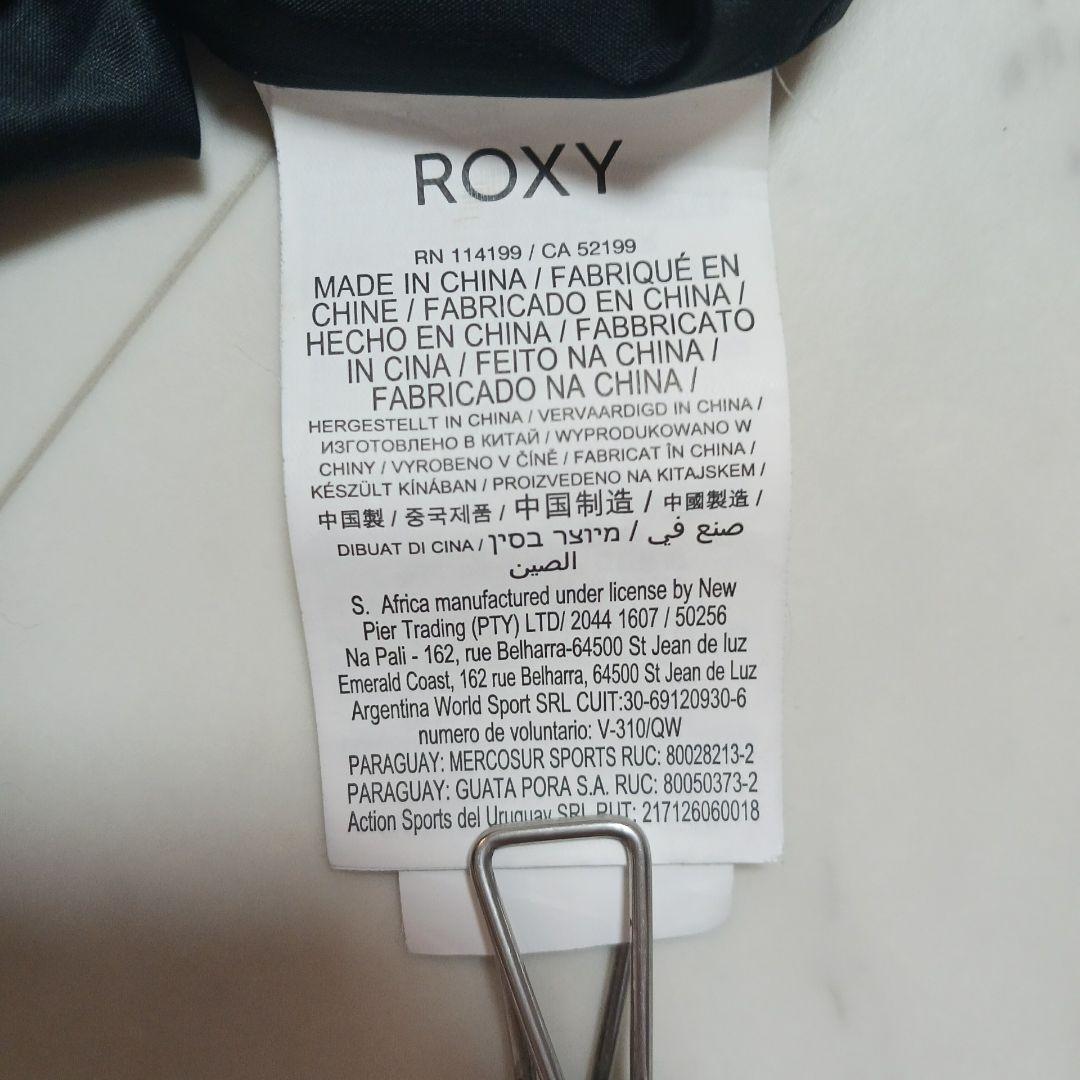 ROXY
RN 114199 / CA 52199
MADE IN CHINA / FABRIQUÉ EN
CHINE / FABRICADO EN CHINA /
HECHO EN CHINA / FABBRICATO
IN CINA / FEITO NA CHINA /
FABRICADO NA CHINA /
HERGESTELLT IN CHINA / VERVAARDIGD IN CHINA /
ИЗГОТОВЛЕНО В КИТАЙ / WYPRODUKOWANO W
CHINY / VYROBENO V ČÍNĚ / FABRICAT ÎN CHINA /
KÉSZÜLT KÍNÁBAN / PROIZVEDENO NA KITAJSKEM /
中国製 / 중국제품 / 中国制造 / 中國製造 /
DIBUAT DI CINA / מיוצר בסין / صنع في
الصين
S. Africa manufactured under license by New
Pier Trading (PTY) LTD/ 2044 1607 / 50256
Na Pali - 162, rue Belharra-64500 St Jean de luz
Emerald Coast, 162 rue Belharra, 64500 St Jean de Luz
Argentina World Sport SRL CUIT:30-69120930-6
numero de voluntario: V-310/QW
PARAGUAY: MERCOSUR SPORTS RUC: 80028213-2
PARAGUAY: GUATA PORA S.A. RUC: 80050373-2
Action Sports del Uruguay SRL RUT: 217126060018